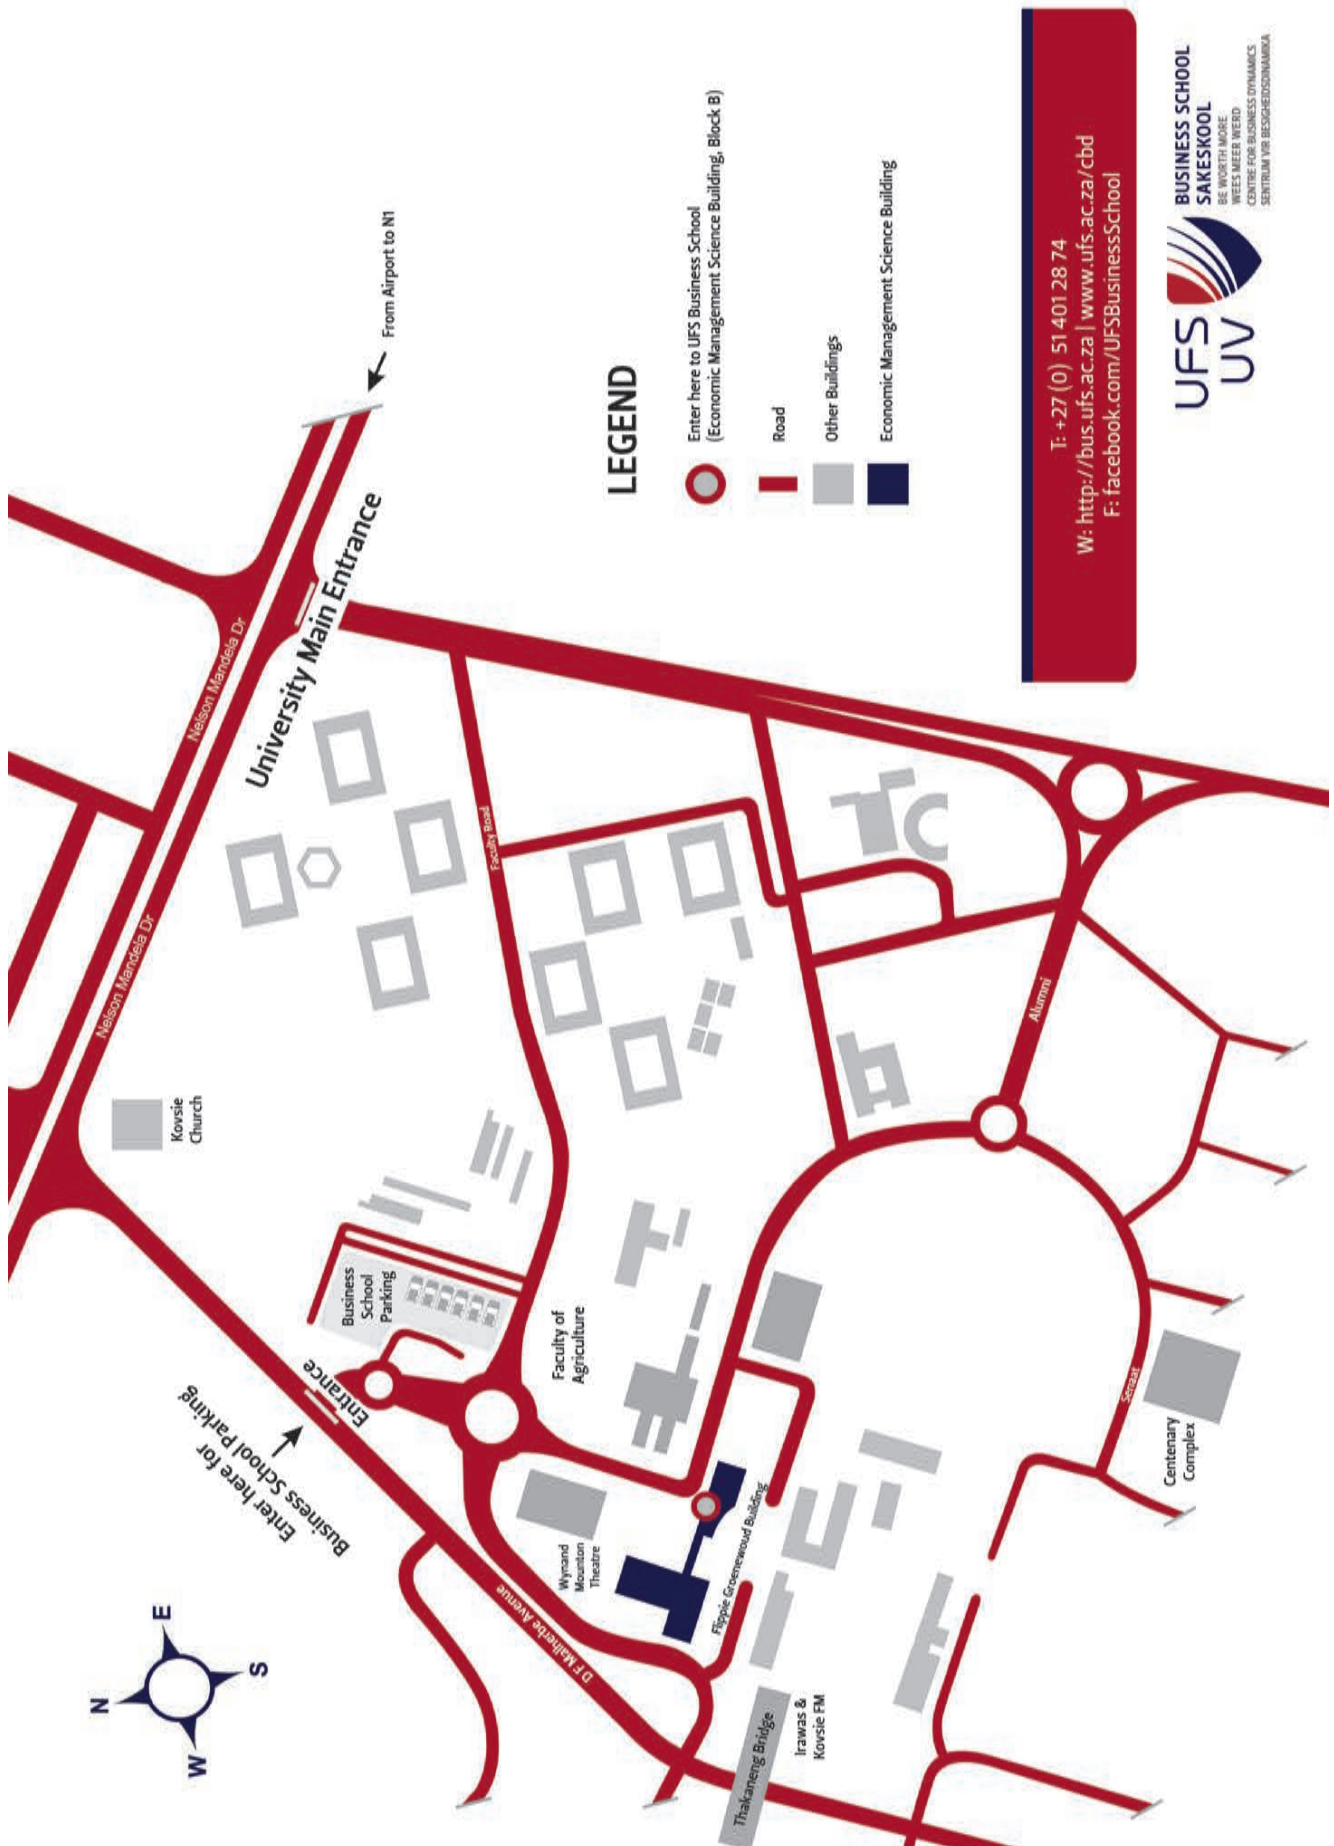 N
E
S
W
Enter here for
Business School Parking
Entrance
D F Malherbe Avenue
Nelson Mandela Dr
Nelson Mandela Dr
Kovsie
Church
Business
School
Parking
University Main Entrance
From Airport to N1
Faculty Road
Faculty of
Agriculture
Wynand
Mounton
Theatre
Flippie Groenewoud Building
Thakaneng Bridge
Irawas &
Kovsie FM
Alumni
Senaat
Centenary
Complex
LEGEND
Enter here to UFS Business School
(Economic Management Science Building, Block B)
Road
Other Buildings
Economic Management Science Building
T: +27 (0) 51 401 28 74
W: http://bus.ufs.ac.za | www.ufs.ac.za/cbd
F: facebook.com/UFSBusinessSchool
UFS
UV
BUSINESS SCHOOL
SAKESKOOL
BE WORTH MORE
WEES MEER WERD
CENTRE FOR BUSINESS DYNAMICS
SENTRUM VIR BESIGHEIDSDINAMIKA